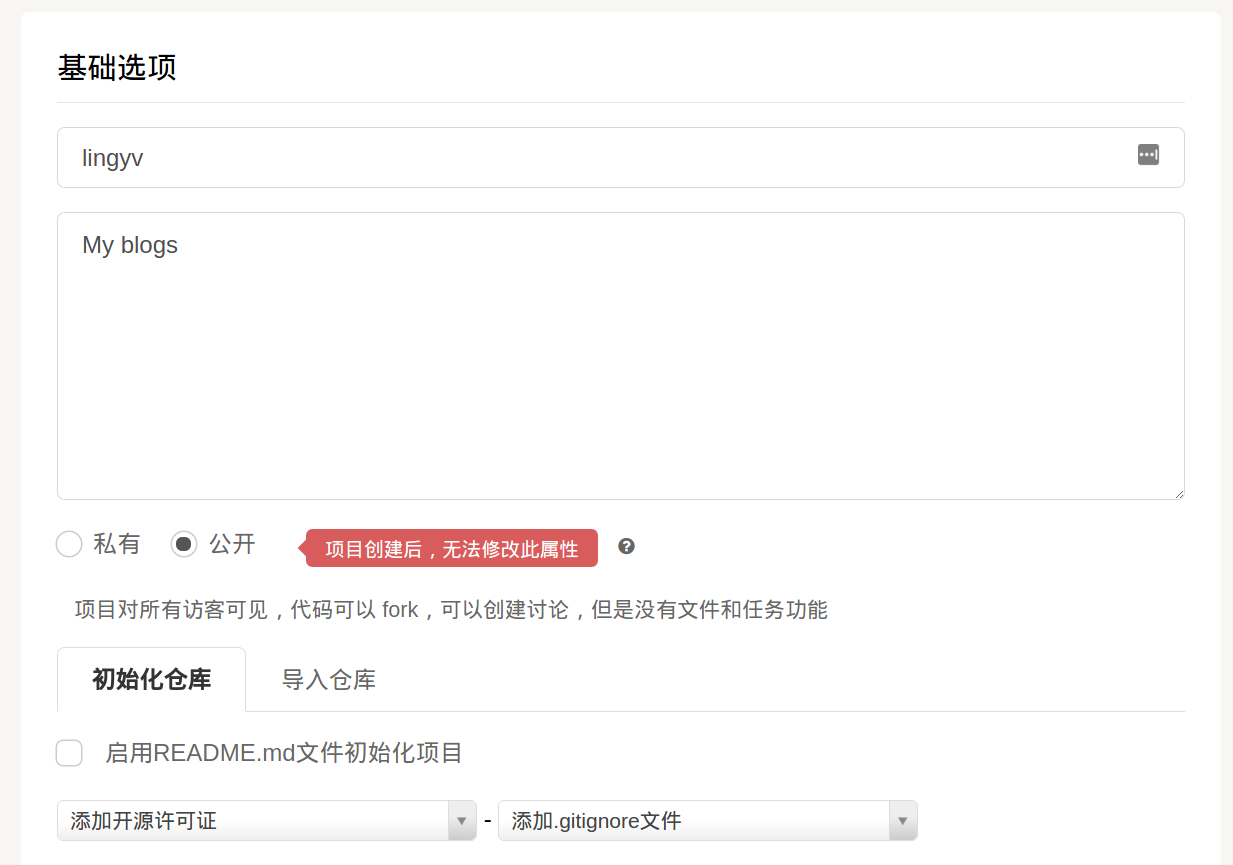 基础选项
lingyv
My blogs
私有 公开 项目创建后，无法修改此属性
项目对所有访客可见，代码可以 fork，可以创建讨论，但是没有文件和任务功能
初始化仓库 导入仓库
启用README.md文件初始化项目
添加开源许可证 - 添加.gitignore文件